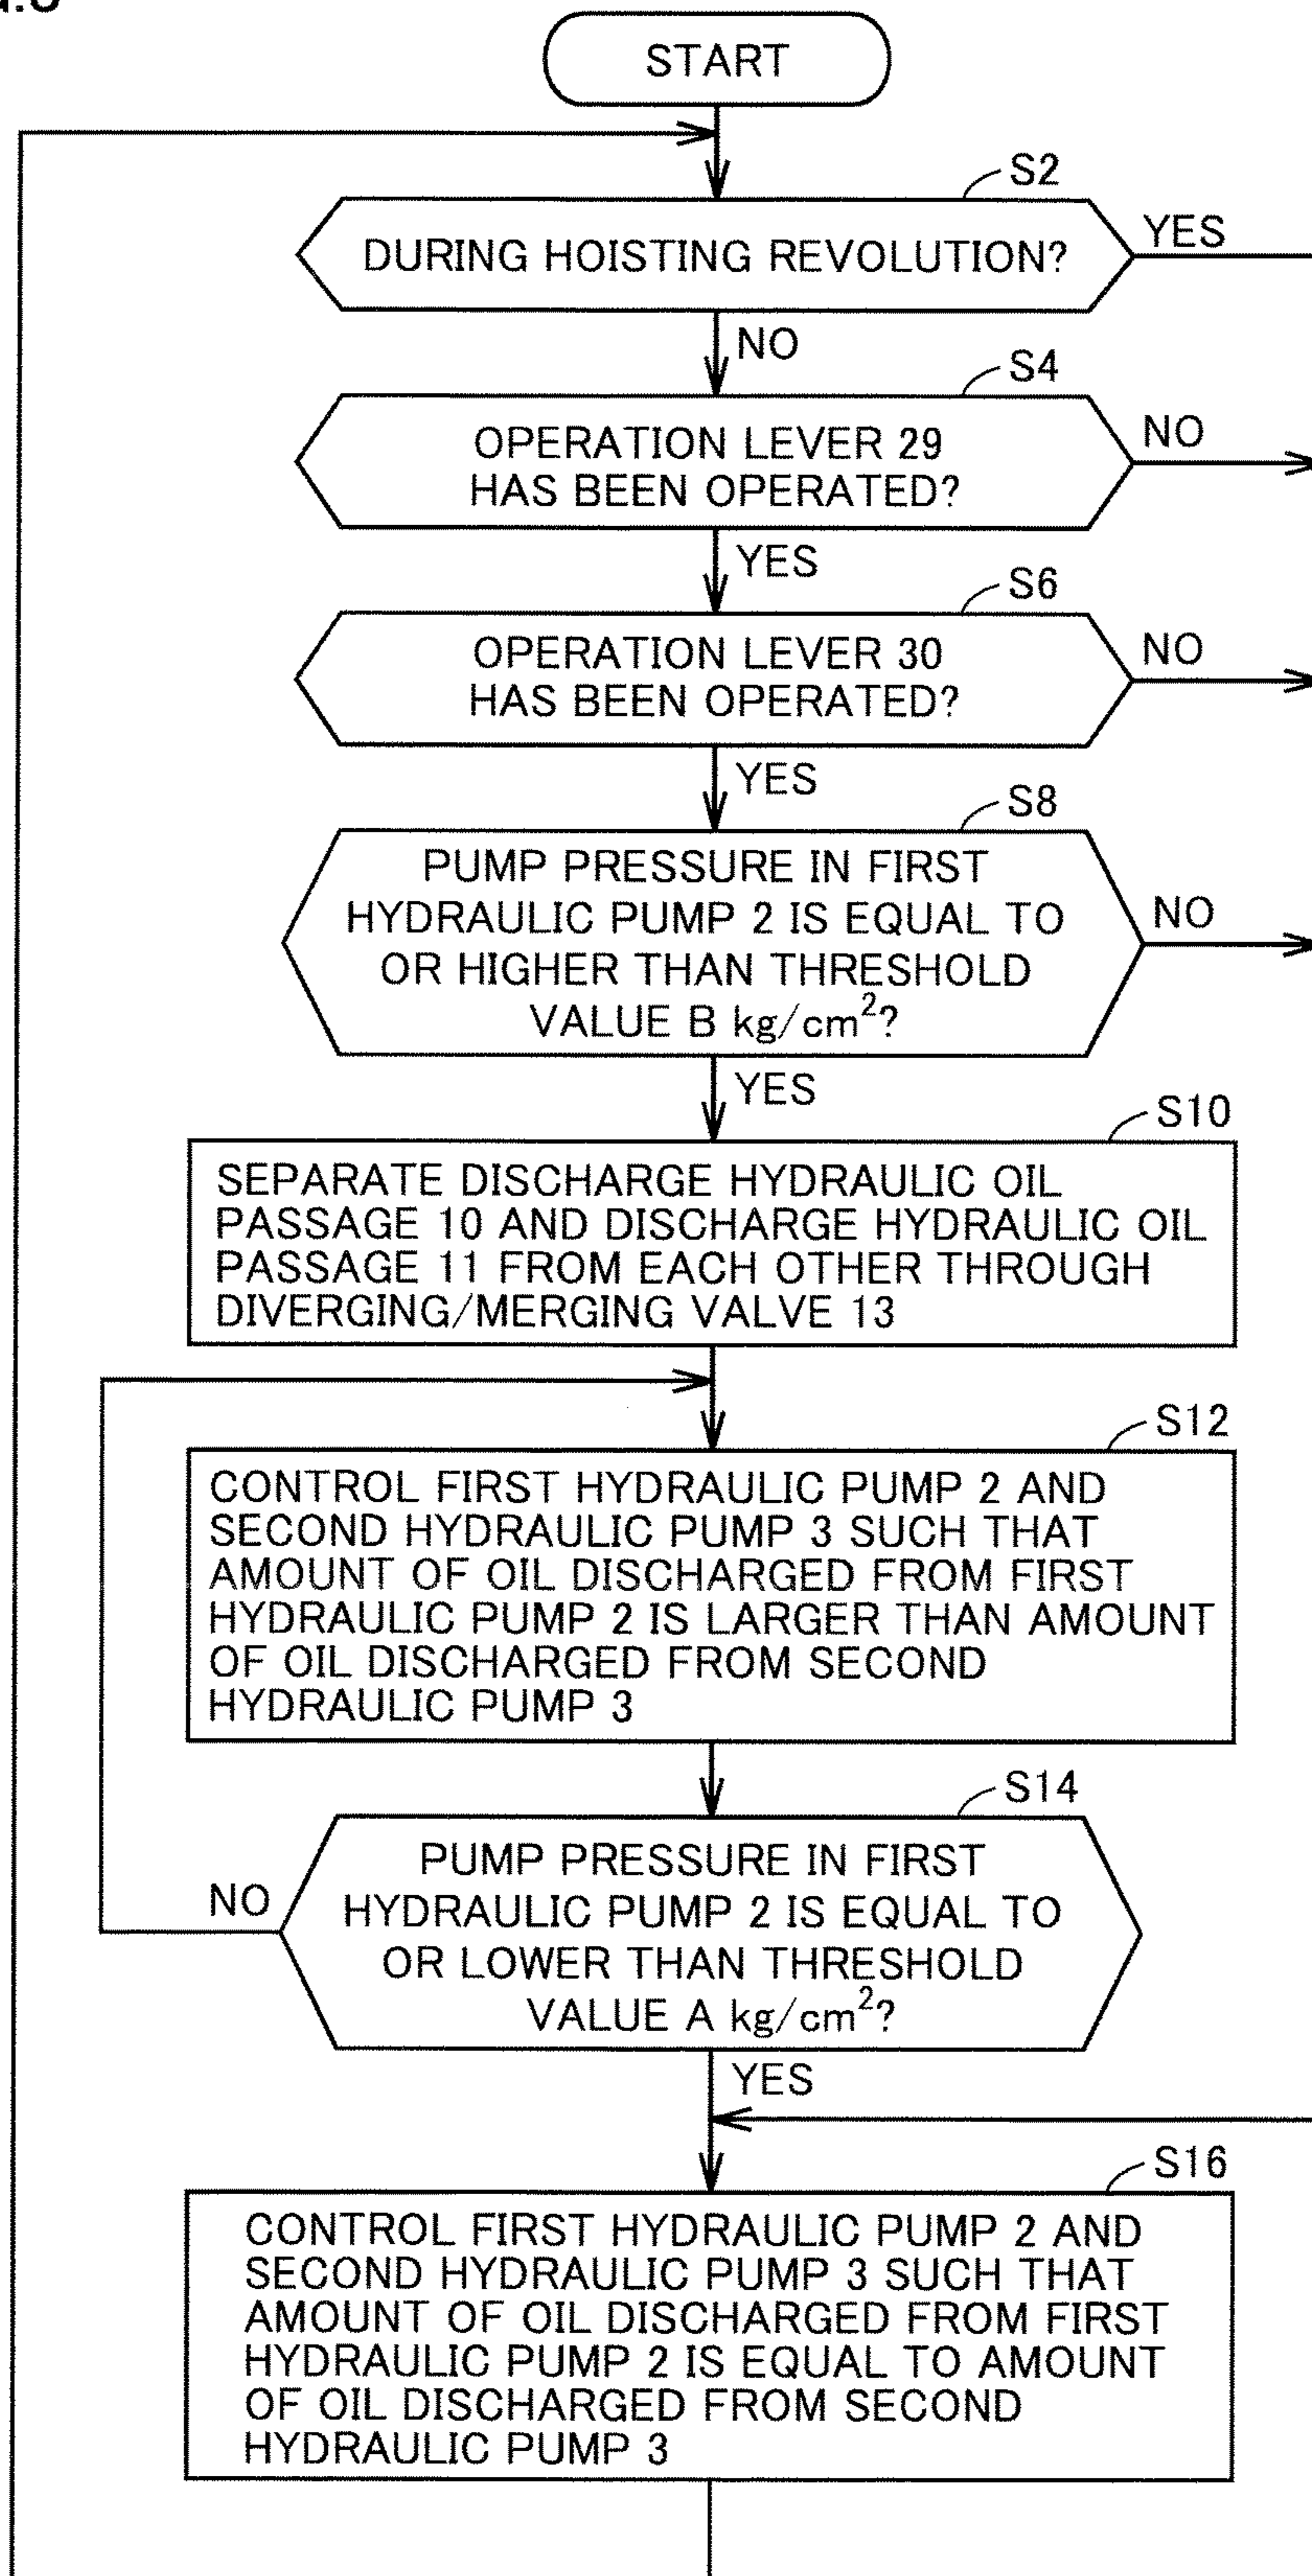 START
S2
DURING HOISTING REVOLUTION?
YES
NO
S4
OPERATION LEVER 29
HAS BEEN OPERATED?
NO
YES
S6
OPERATION LEVER 30
HAS BEEN OPERATED?
NO
YES
S8
PUMP PRESSURE IN FIRST
HYDRAULIC PUMP 2 IS EQUAL TO
OR HIGHER THAN THRESHOLD
VALUE B kg/cm²?
NO
YES
S10
SEPARATE DISCHARGE HYDRAULIC OIL
PASSAGE 10 AND DISCHARGE HYDRAULIC OIL
PASSAGE 11 FROM EACH OTHER THROUGH
DIVERGING/MERGING VALVE 13
S12
CONTROL FIRST HYDRAULIC PUMP 2 AND
SECOND HYDRAULIC PUMP 3 SUCH THAT
AMOUNT OF OIL DISCHARGED FROM FIRST
HYDRAULIC PUMP 2 IS LARGER THAN AMOUNT
OF OIL DISCHARGED FROM SECOND
HYDRAULIC PUMP 3
S14
PUMP PRESSURE IN FIRST
HYDRAULIC PUMP 2 IS EQUAL TO
OR LOWER THAN THRESHOLD
VALUE A kg/cm²?
NO
YES
S16
CONTROL FIRST HYDRAULIC PUMP 2 AND
SECOND HYDRAULIC PUMP 3 SUCH THAT
AMOUNT OF OIL DISCHARGED FROM FIRST
HYDRAULIC PUMP 2 IS EQUAL TO AMOUNT
OF OIL DISCHARGED FROM SECOND
HYDRAULIC PUMP 3